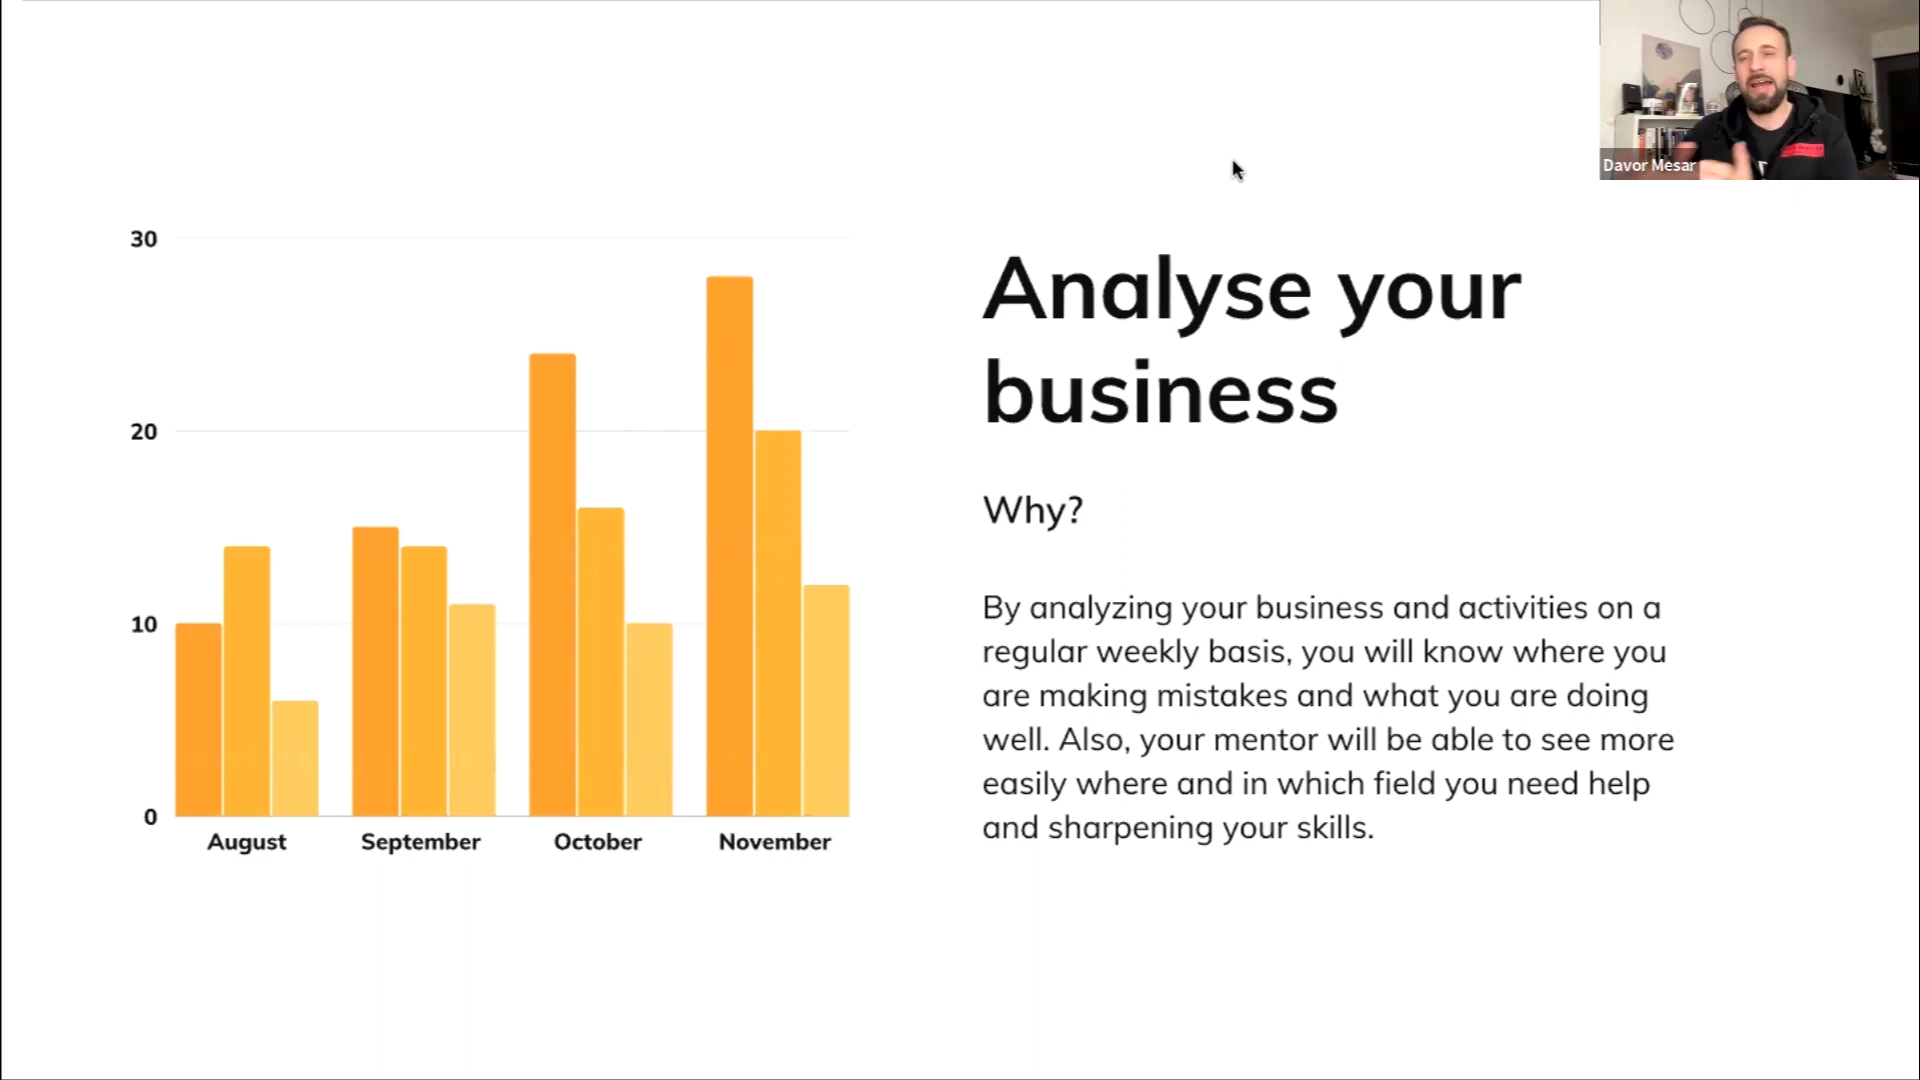 Davor Mesar
30
20
10
0
August September October November
Analyse your
business
Why?
By analyzing your business and activities on a
regular weekly basis, you will know where you
are making mistakes and what you are doing
well. Also, your mentor will be able to see more
easily where and in which field you need help
and sharpening your skills.